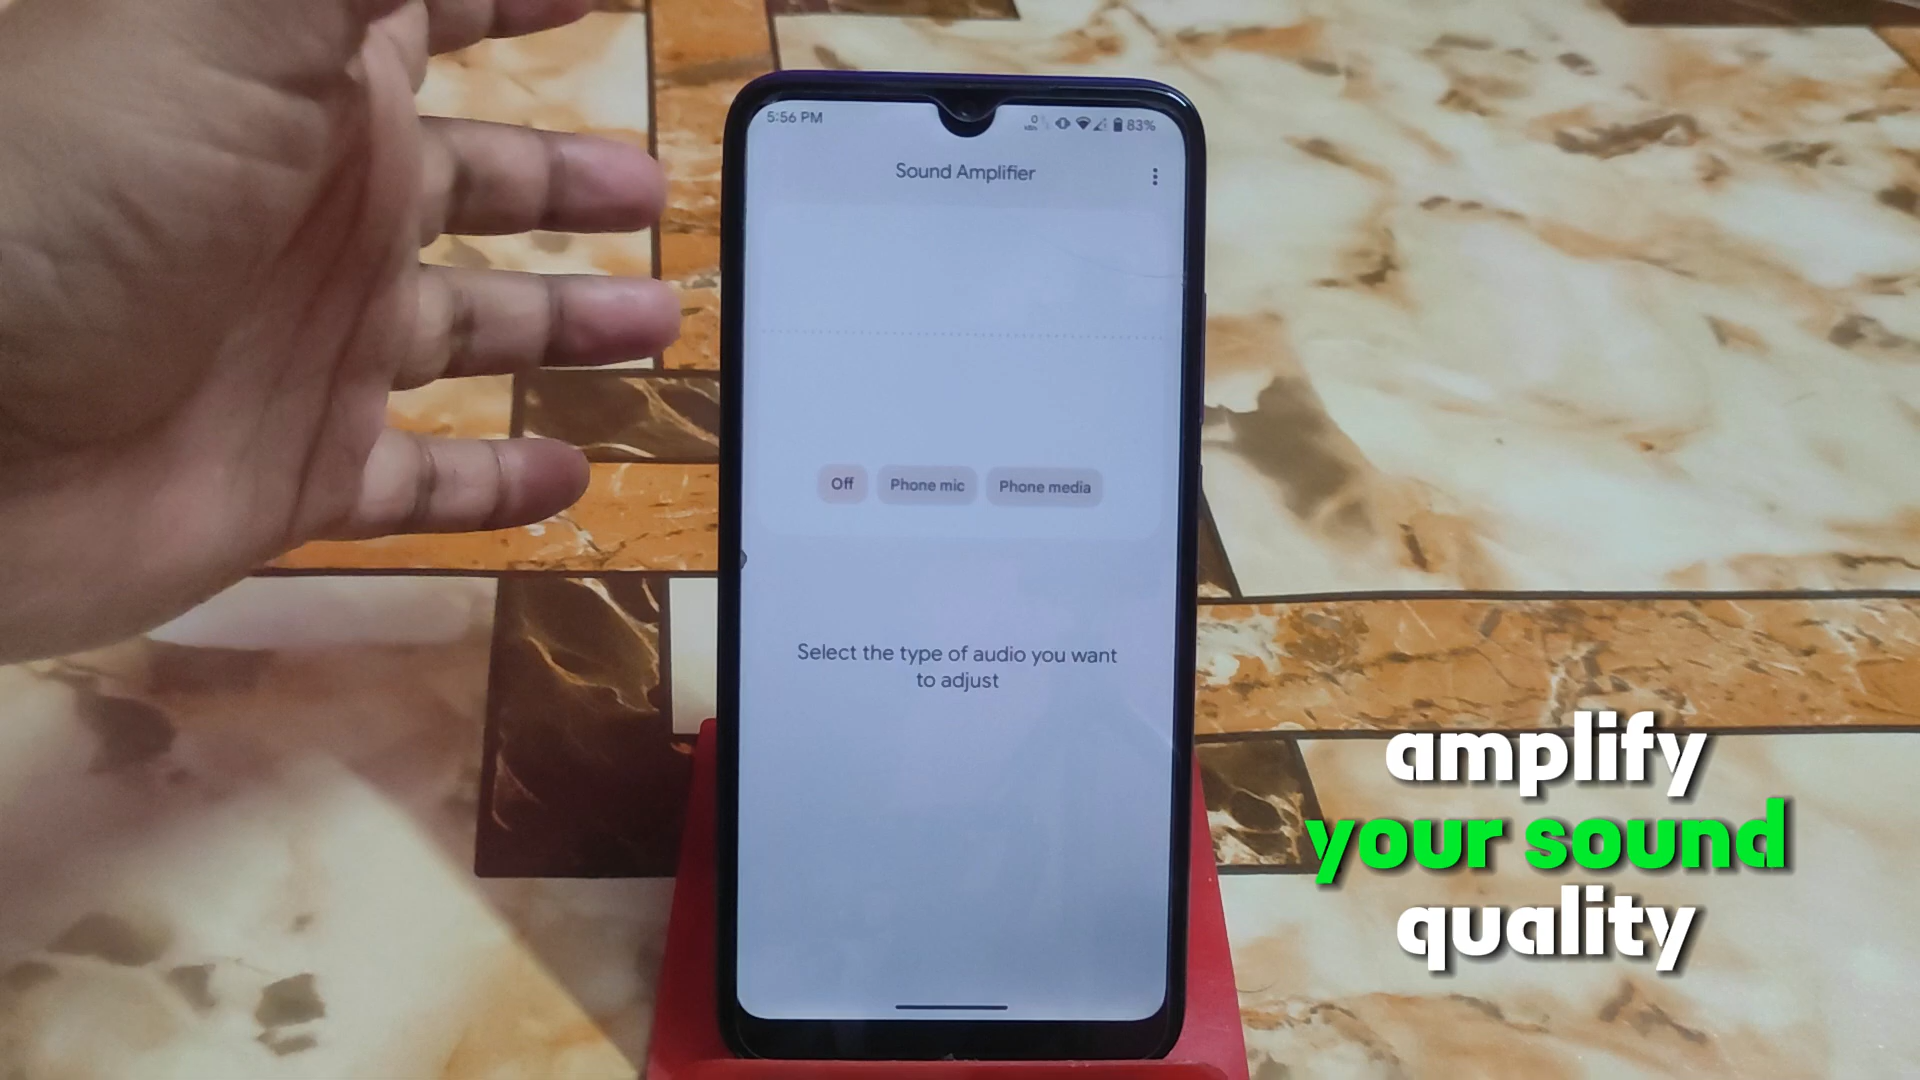 5:56 PM
0
83%
Sound Amplifier
Off
Phone mic
Phone media
Select the type of audio you want
to adjust
amplify
your sound
quality